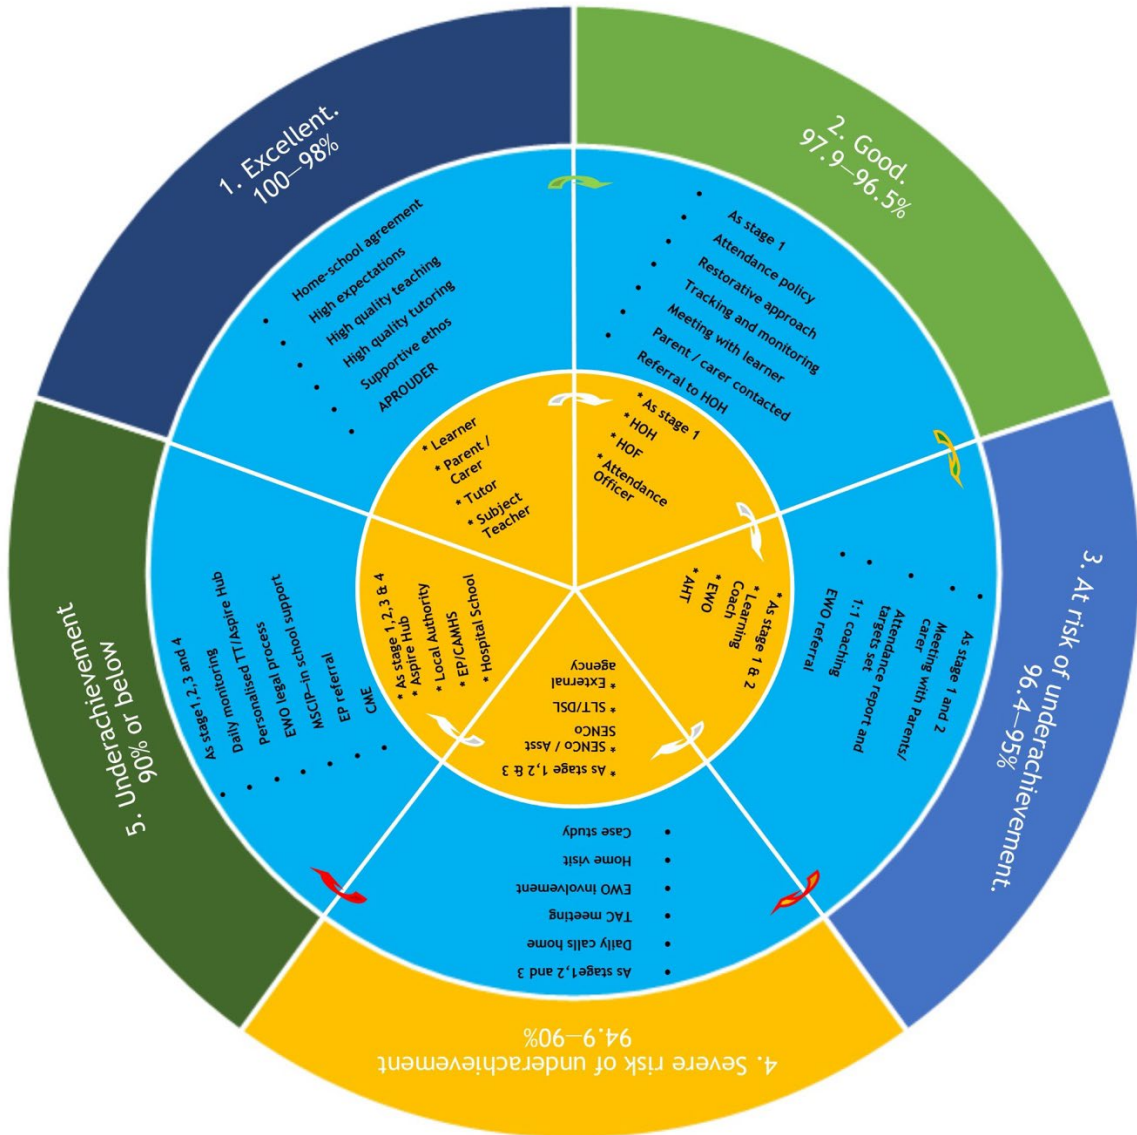 1. Excellent.
100–98%
• Home-school agreement
• High expectations
• High quality teaching
• High quality tutoring
• Supportive ethos
• APROUDER
* Learner
* Parent /
Carer
* Tutor
* Subject
Teacher
2. Good.
97.9–96.5%
• As stage 1
• Attendance policy
• Restorative approach
• Tracking and monitoring
• Meeting with learner
• Parent / carer contacted
• Referral to HOH
* As stage 1
* HOH
* HOF
* Attendance
Officer
3. At risk of underachievement.
96.4–95%
• As stage 1 and 2
• Meeting with Parents/
carer
• Attendance report and
targets set
• 1:1 coaching
• EWO referral
* As stage 1 & 2
* Learning
Coach
* EWO
* AHT
4. Severe risk of underachievement
94.9–90%
• As stage1,2 and 3
• Daily calls home
• TAC meeting
• EWO involvement
• Home visit
• Case study
* As stage 1,2 & 3
* SENCo / Asst
SENCo
* SLT/DSL
* External
agency
5. Underachievement
90% or below
• As stage1,2,3 and 4
• Daily monitoring
• Personalised TT/Aspire Hub
• EWO legal process
• MSCIP–in school support
• EP referral
• CME
* As stage 1,2,3 & 4
* Aspire Hub
* Local Authority
* EP/CAMHS
* Hospital School